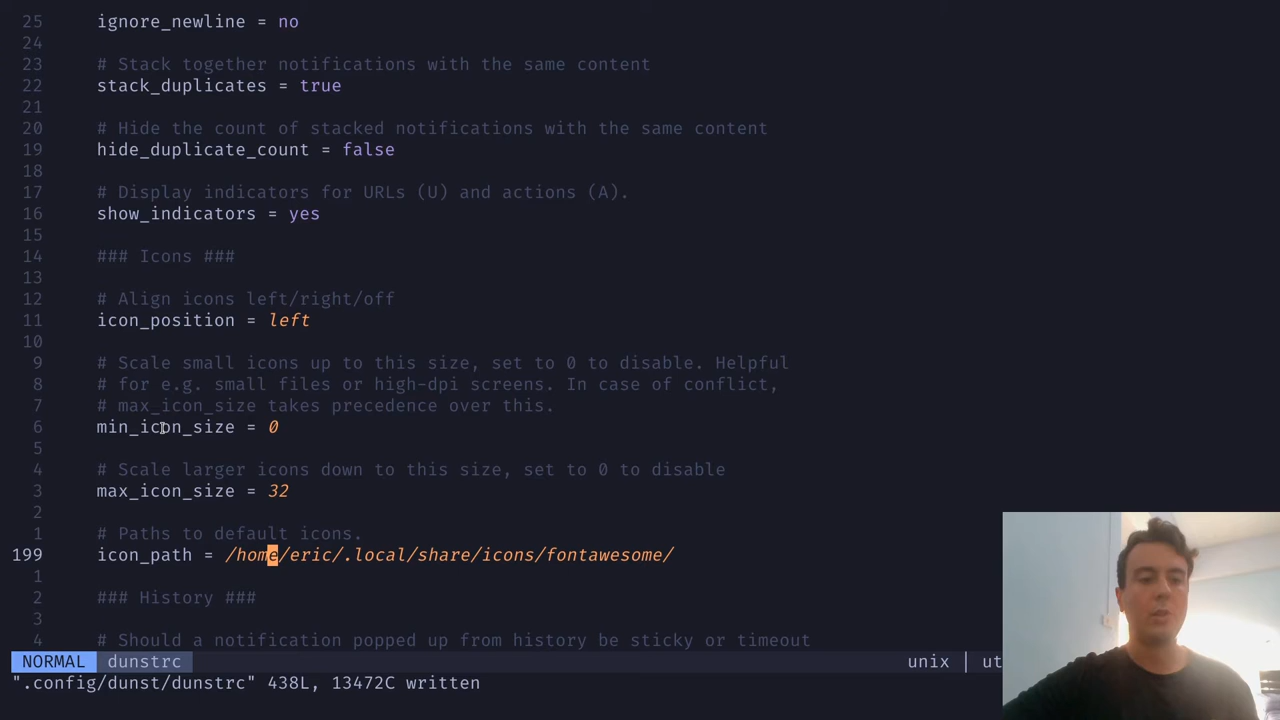 25 ignore_newline = no
24
23 # Stack together notifications with the same content
22 stack_duplicates = true
21
20 # Hide the count of stacked notifications with the same content
19 hide_duplicate_count = false
18
17 # Display indicators for URLs (U) and actions (A).
16 show_indicators = yes
15
14 ### Icons ###
13
12 # Align icons left/right/off
11 icon_position = left
10
9 # Scale small icons up to this size, set to 0 to disable. Helpful
8 # for e.g. small files or high-dpi screens. In case of conflict,
7 # max_icon_size takes precedence over this.
6 min_icon_size = 0
5
4 # Scale larger icons down to this size, set to 0 to disable
3 max_icon_size = 32
2
1 # Paths to default icons.
199 icon_path = /home/eric/.local/share/icons/fontawesome/
1
2 ### History ###
3
4 # Should a notification popped up from history be sticky or timeout
NORMAL dunstrc unix | ut
".config/dunst/dunstrc" 438L, 13472C written